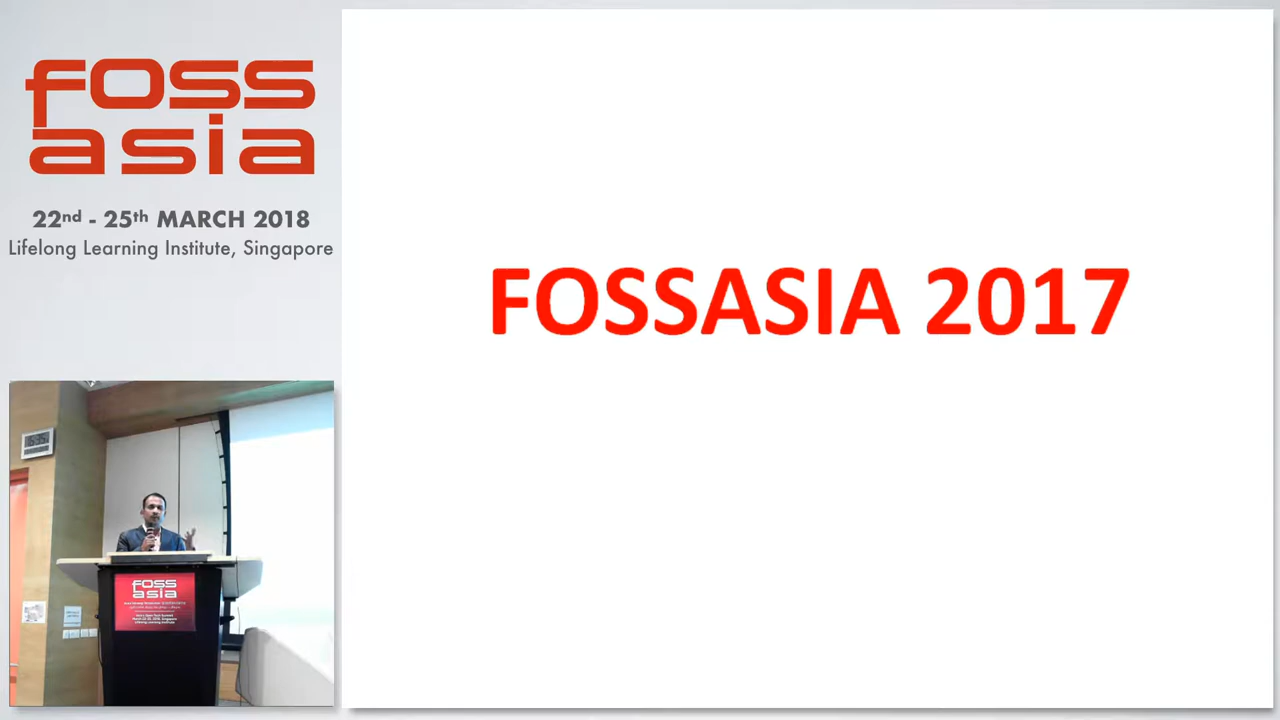 foss
asia
22nd - 25th MARCH 2018
Lifelong Learning Institute, Singapore
FOSSASIA 2017
foss
asia